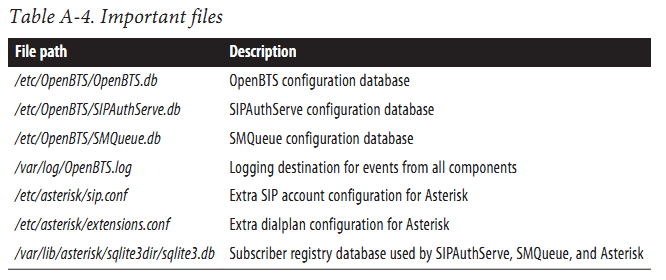 Table A-4. Important files
File path Description
/etc/OpenBTS/OpenBTS.db OpenBTS configuration database
/etc/OpenBTS/SIPAuthServe.db SIPAuthServe configuration database
/etc/OpenBTS/SMQueue.db SMQueue configuration database
/var/log/OpenBTS.log Logging destination for events from all components
/etc/asterisk/sip.conf Extra SIP account configuration for Asterisk
/etc/asterisk/extensions.conf Extra dialplan configuration for Asterisk
/var/lib/asterisk/sqlite3dir/sqlite3.db Subscriber registry database used by SIPAuthServe, SMQueue, and Asterisk